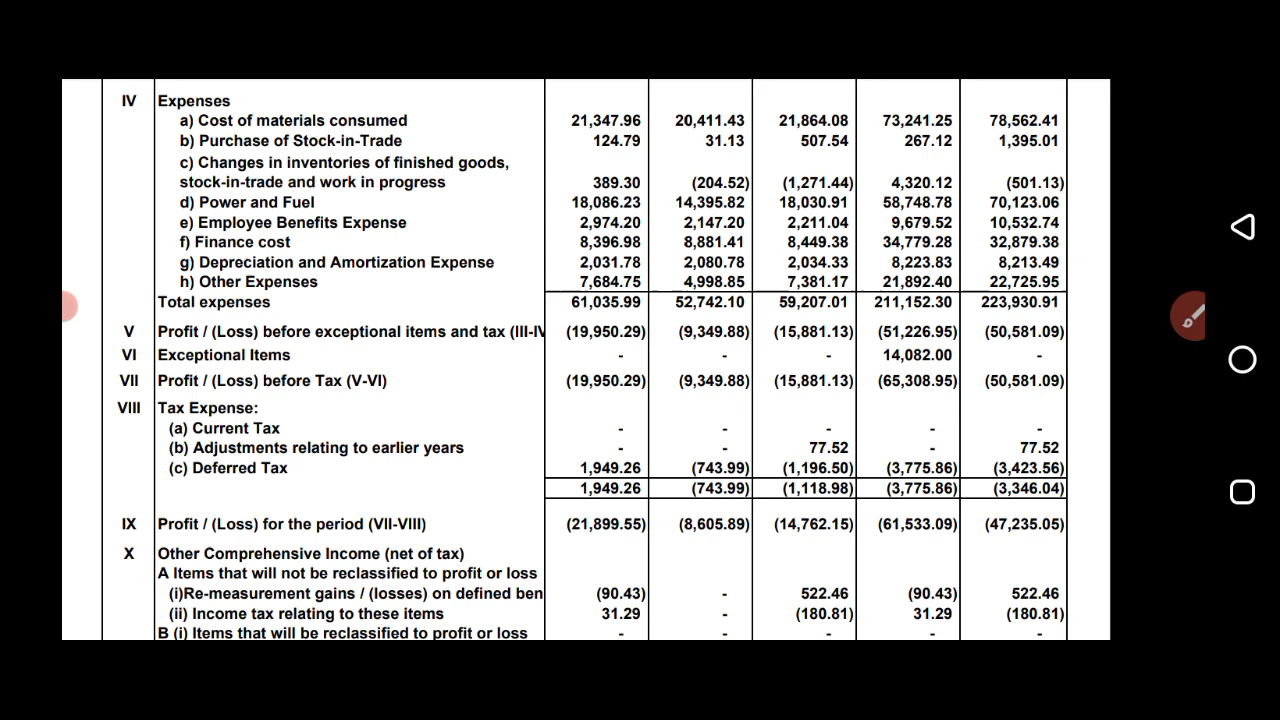 IV Expenses
a) Cost of materials consumed 21,347.96 20,411.43 21,864.08 73,241.25 78,562.41
b) Purchase of Stock-in-Trade 124.79 31.13 507.54 267.12 1,395.01
c) Changes in inventories of finished goods,
stock-in-trade and work in progress 389.30 (204.52) (1,271.44) 4,320.12 (501.13)
d) Power and Fuel 18,086.23 14,395.82 18,030.91 58,748.78 70,123.06
e) Employee Benefits Expense 2,974.20 2,147.20 2,211.04 9,679.52 10,532.74
f) Finance cost 8,396.98 8,881.41 8,449.38 34,779.28 32,879.38
g) Depreciation and Amortization Expense 2,031.78 2,080.78 2,034.33 8,223.83 8,213.49
h) Other Expenses 7,684.75 4,998.85 7,381.17 21,892.40 22,725.95
Total expenses 61,035.99 52,742.10 59,207.01 211,152.30 223,930.91
V Profit / (Loss) before exceptional items and tax (III-IV (19,950.29) (9,349.88) (15,881.13) (51,226.95) (50,581.09)
VI Exceptional Items - - - 14,082.00 -
VII Profit / (Loss) before Tax (V-VI) (19,950.29) (9,349.88) (15,881.13) (65,308.95) (50,581.09)
VIII Tax Expense:
(a) Current Tax - - - - -
(b) Adjustments relating to earlier years - - 77.52 - 77.52
(c) Deferred Tax 1,949.26 (743.99) (1,196.50) (3,775.86) (3,423.56)
1,949.26 (743.99) (1,118.98) (3,775.86) (3,346.04)
IX Profit / (Loss) for the period (VII-VIII) (21,899.55) (8,605.89) (14,762.15) (61,533.09) (47,235.05)
X Other Comprehensive Income (net of tax)
A Items that will not be reclassified to profit or loss
(i)Re-measurement gains / (losses) on defined ben (90.43) - 522.46 (90.43) 522.46
(ii) Income tax relating to these items 31.29 - (180.81) 31.29 (180.81)
B (i) Items that will be reclassified to profit or loss - - - - -